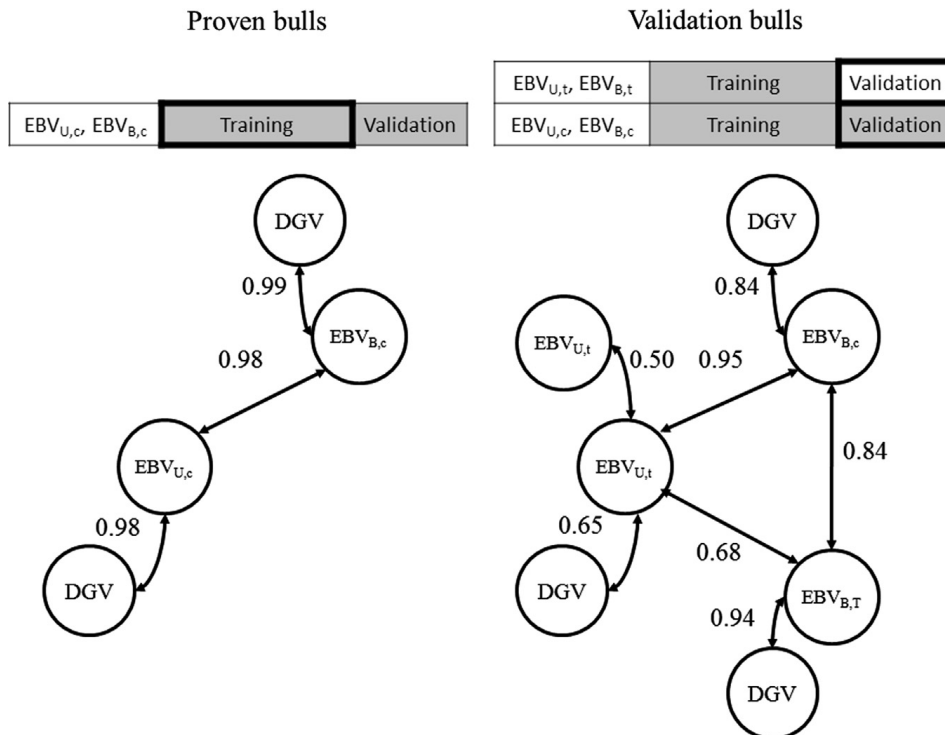 Proven bulls
EBVU,c, EBVB,c Training Validation
DGV
0.99
EBVB,c
0.98
EBVU,c
0.98
DGV
Validation bulls
EBVU,t, EBVB,t Training Validation
EBVU,c, EBVB,c Training Validation
DGV
0.84
EBVU,t
EBVB,c
0.50
0.95
EBVU,t
0.84
0.65
0.68
DGV
EBVB,T
0.94
DGV